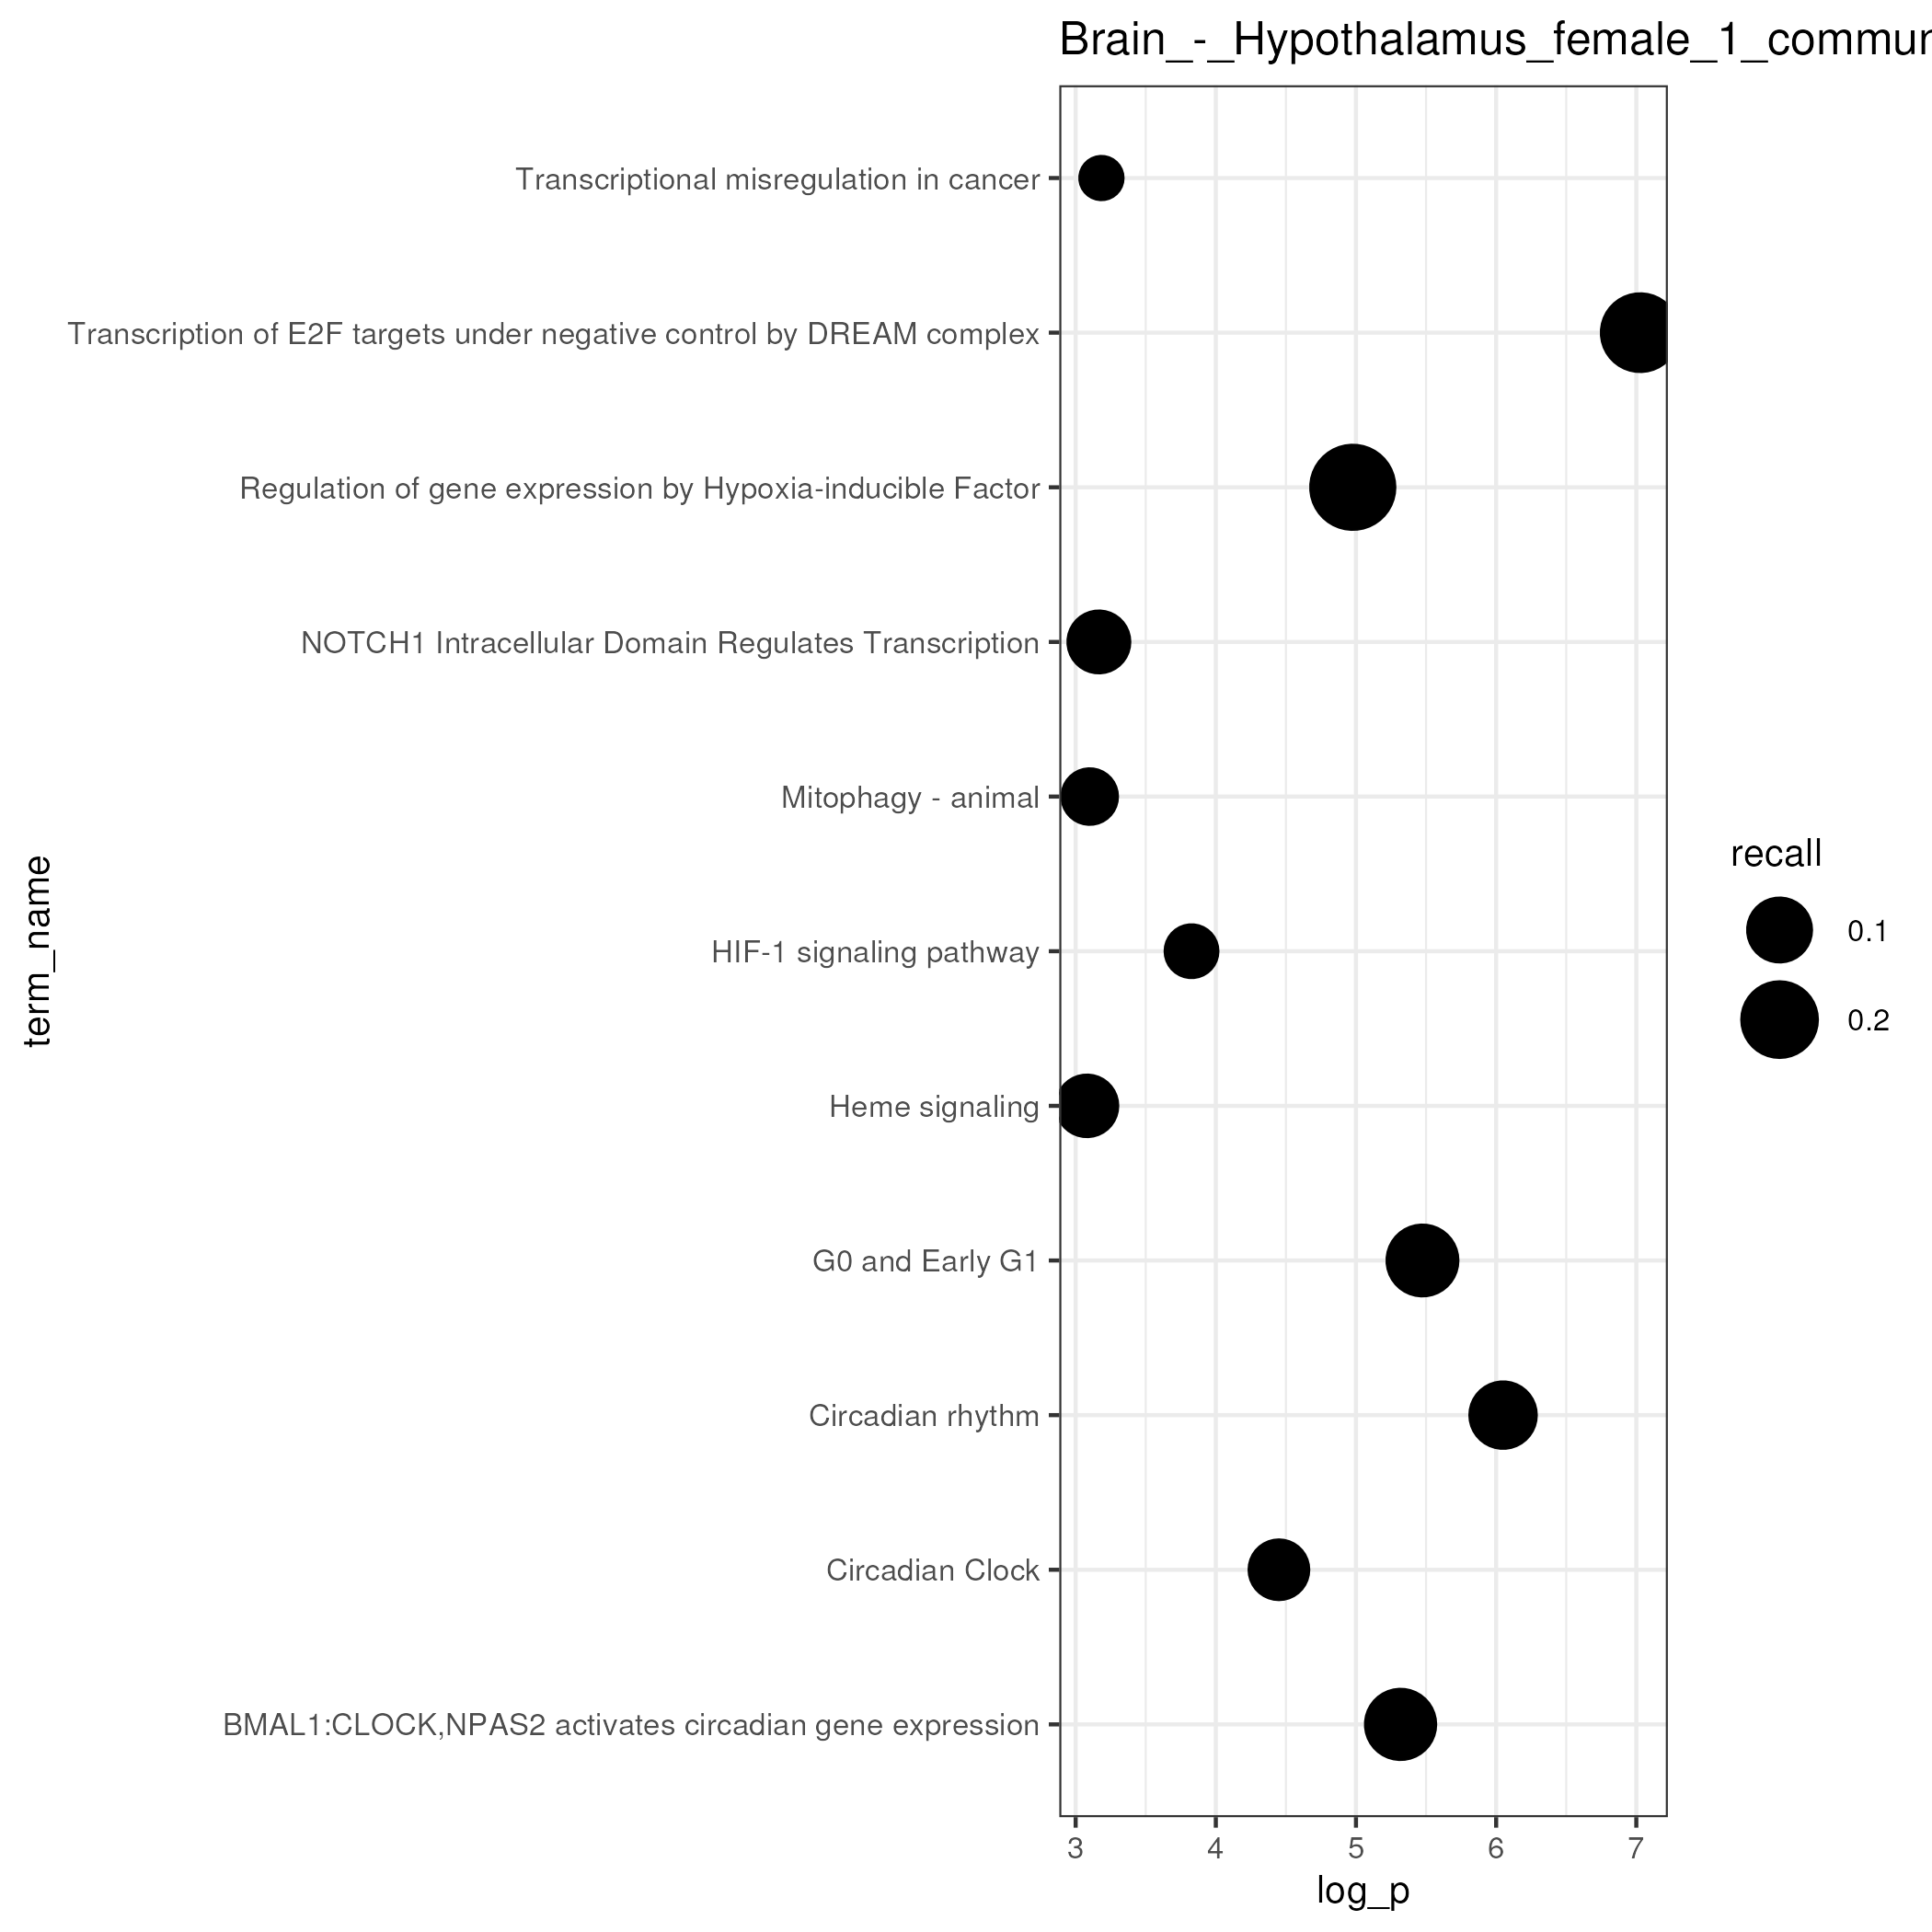 Brain_-_Hypothalamus_female_1_commun
Transcriptional misregulation in cancer
Transcription of E2F targets under negative control by DREAM complex
Regulation of gene expression by Hypoxia-inducible Factor
NOTCH1 Intracellular Domain Regulates Transcription
Mitophagy - animal
HIF-1 signaling pathway
Heme signaling
G0 and Early G1
Circadian rhythm
Circadian Clock
BMAL1:CLOCK,NPAS2 activates circadian gene expression
term_name
3 4 5 6 7
log_p
recall
0.1
0.2